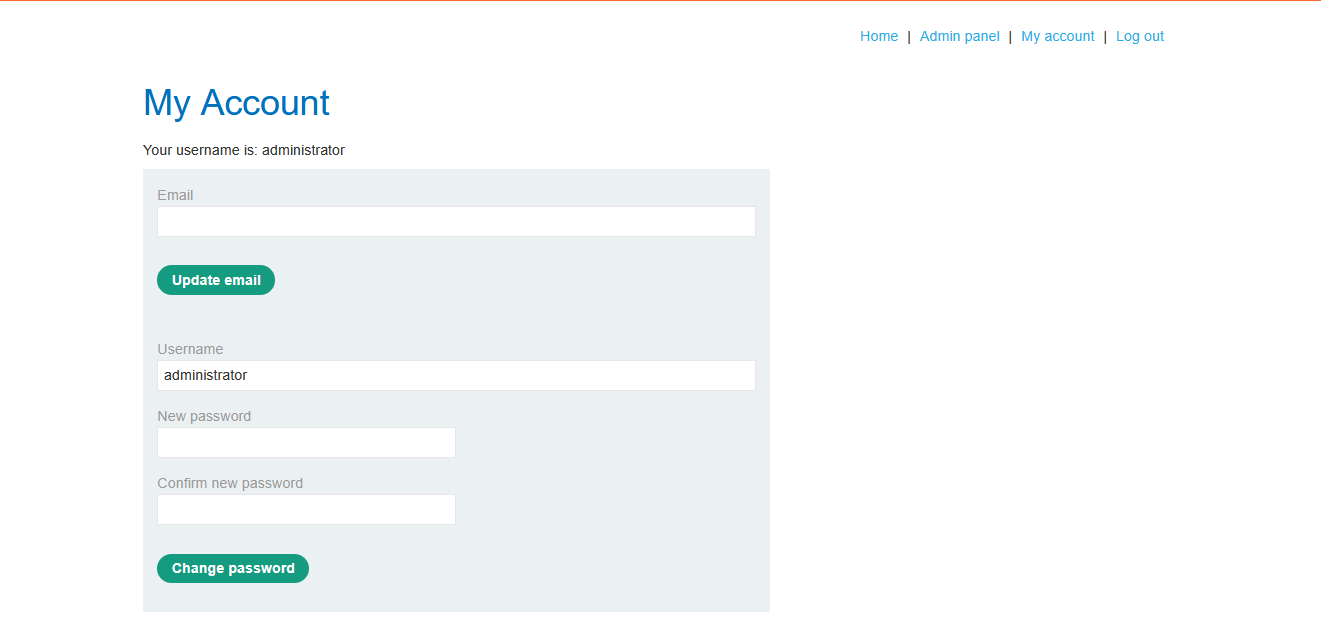 Home | Admin panel | My account | Log out
My Account
Your username is: administrator
Email
Update email
Username
administrator
New password
Confirm new password
Change password